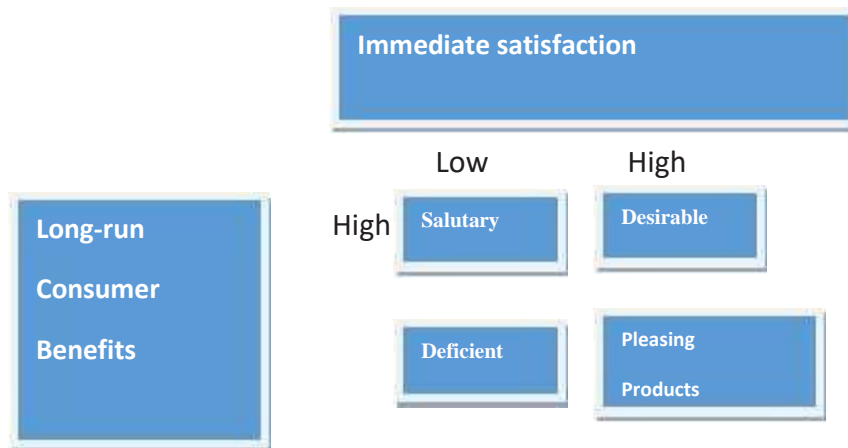 Immediate satisfaction
Low High
Long-run
Consumer
Benefits
High Salutary Desirable
Deficient Pleasing
Products